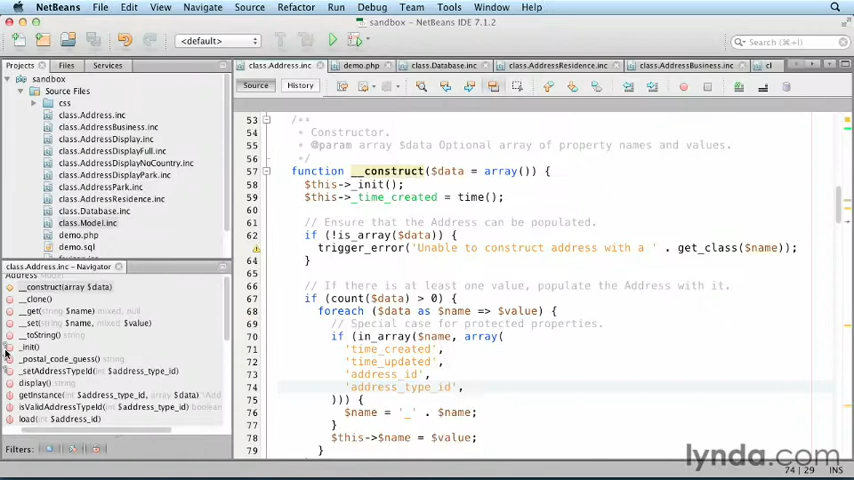 NetBeans File Edit View Navigate Source Refactor Run Debug Team Tools Window Help
sandbox - NetBeans IDE 7.1.2
<default>
Search (⌘+I)
Projects Files Services
class.Address.inc demo.php class.Database.inc class.AddressResidence.inc class.AddressBusiness.inc cl
Source History
sandbox
Source Files
css
class.Address.inc
class.AddressBusiness.inc
class.AddressDisplay.inc
class.AddressDisplayFull.inc
class.AddressDisplayNoCountry.inc
class.AddressDisplayPark.inc
class.AddressPark.inc
class.AddressResidence.inc
class.Database.inc
class.Model.inc
demo.php
demo.sql
class.Address.inc - Navigator
Address
__construct(array $data)
__clone()
__get($name) mixed, null
__set($name, mixed $value)
__toString() string
_init()
_postal_code_guess() string
_setAddressTypeId(int $address_type_id)
display() string
getInstance(int $address_type_id, array $data)
isValidAddressTypeId(int $address_type_id) boolean
load(int $address_id)
Filters:
53 /**
54 * Constructor.
55 * @param array $data Optional array of property names and values.
56 */
57 function __construct($data = array()) {
58 $this->_init();
59 $this->_time_created = time();
60
61 // Ensure that the Address can be populated.
62 if (!is_array($data)) {
trigger_error('Unable to construct address with a ' . get_class($name));
64 }
65
66 // If there is at least one value, populate the Address with it.
67 if (count($data) > 0) {
68 foreach ($data as $name => $value) {
69 // Special case for protected properties.
70 if (in_array($name, array(
71 'time_created',
72 'time_updated',
73 'address_id',
74 'address_type_id',
75 ))) {
76 $name = '_' . $name;
77 }
78 $this->$name = $value;
79 }
lynda.com
74 | 29 INS